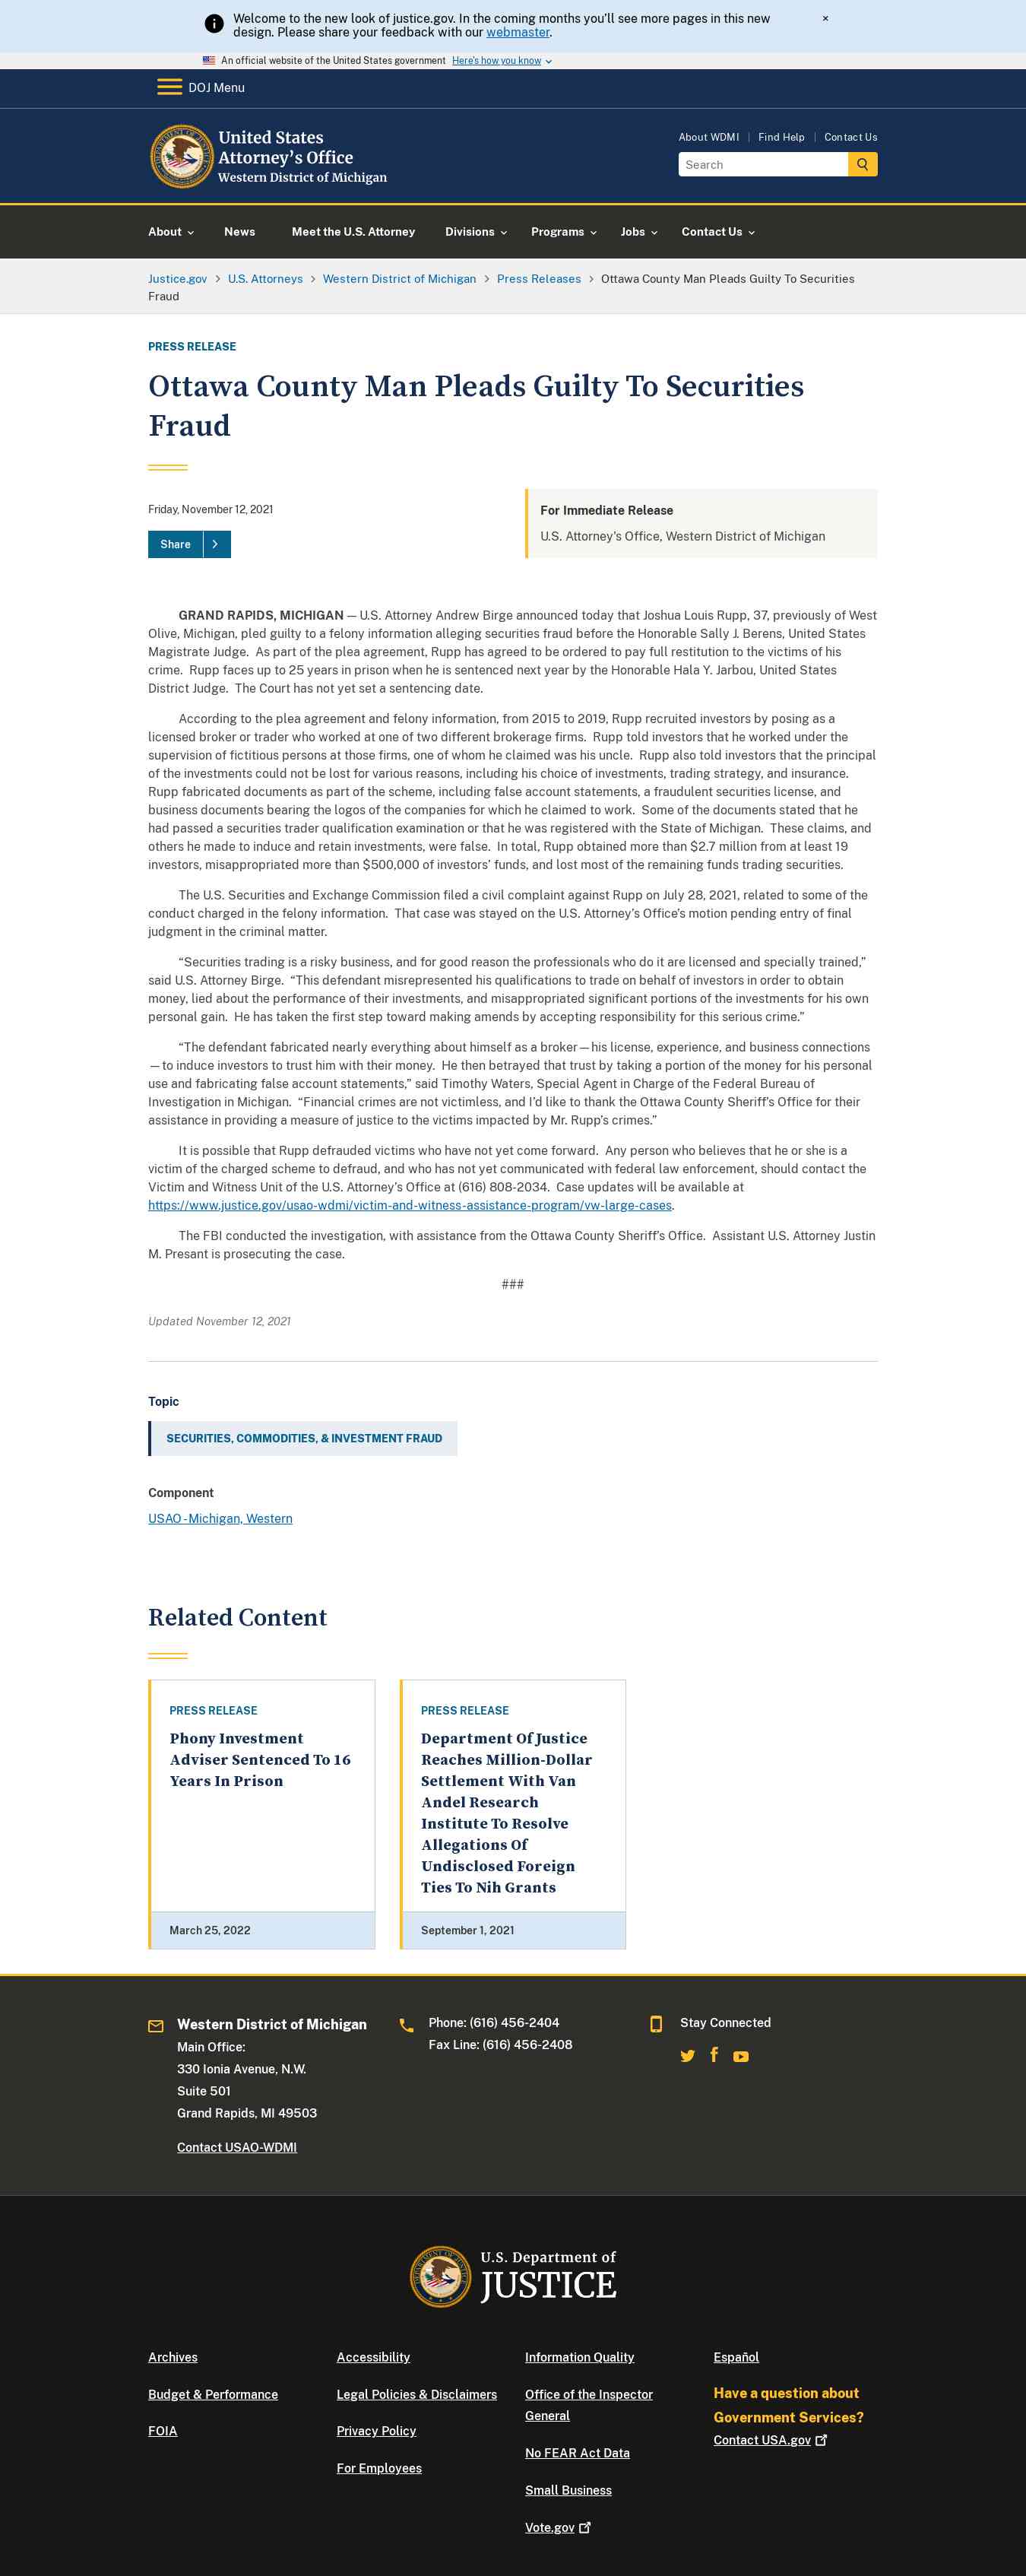 Welcome to the new look of justice.gov. In the coming months you'll see more pages in this new
design. Please share your feedback with our webmaster.
×
An official website of the United States government Here's how you know
DOJ Menu
United States
Attorney's Office
Western District of Michigan
About WDMI | Find Help | Contact Us
Search
About News Meet the U.S. Attorney Divisions Programs Jobs Contact Us
Justice.gov > U.S. Attorneys > Western District of Michigan > Press Releases > Ottawa County Man Pleads Guilty To Securities
Fraud
PRESS RELEASE
Ottawa County Man Pleads Guilty To Securities
Fraud
Friday, November 12, 2021
Share >
For Immediate Release
U.S. Attorney's Office, Western District of Michigan
GRAND RAPIDS, MICHIGAN — U.S. Attorney Andrew Birge announced today that Joshua Louis Rupp, 37, previously of West
Olive, Michigan, pled guilty to a felony information alleging securities fraud before the Honorable Sally J. Berens, United States
Magistrate Judge. As part of the plea agreement, Rupp has agreed to be ordered to pay full restitution to the victims of his
crime. Rupp faces up to 25 years in prison when he is sentenced next year by the Honorable Hala Y. Jarbou, United States
District Judge. The Court has not yet set a sentencing date.
According to the plea agreement and felony information, from 2015 to 2019, Rupp recruited investors by posing as a
licensed broker or trader who worked at one of two different brokerage firms. Rupp told investors that he worked under the
supervision of fictitious persons at those firms, one of whom he claimed was his uncle. Rupp also told investors that the principal
of the investments could not be lost for various reasons, including his choice of investments, trading strategy, and insurance.
Rupp fabricated documents as part of the scheme, including false account statements, a fraudulent securities license, and
business documents bearing the logos of the companies for which he claimed to work. Some of the documents stated that he
had passed a securities trader qualification examination or that he was registered with the State of Michigan. These claims, and
others he made to induce and retain investments, were false. In total, Rupp obtained more than $2.7 million from at least 19
investors, misappropriated more than $500,000 of investors' funds, and lost most of the remaining funds trading securities.
The U.S. Securities and Exchange Commission filed a civil complaint against Rupp on July 28, 2021, related to some of the
conduct charged in the felony information. That case was stayed on the U.S. Attorney's Office's motion pending entry of final
judgment in the criminal matter.
“Securities trading is a risky business, and for good reason the professionals who do it are licensed and specially trained,”
said U.S. Attorney Birge. “This defendant misrepresented his qualifications to trade on behalf of investors in order to obtain
money, lied about the performance of their investments, and misappropriated significant portions of the investments for his own
personal gain. He has taken the first step toward making amends by accepting responsibility for this serious crime.”
“The defendant fabricated nearly everything about himself as a broker—his license, experience, and business connections
—to induce investors to trust him with their money. He then betrayed that trust by taking a portion of the money for his personal
use and fabricating false account statements,” said Timothy Waters, Special Agent in Charge of the Federal Bureau of
Investigation in Michigan. “Financial crimes are not victimless, and I'd like to thank the Ottawa County Sheriff's Office for their
assistance in providing a measure of justice to the victims impacted by Mr. Rupp's crimes.”
It is possible that Rupp defrauded victims who have not yet come forward. Any person who believes that he or she is a
victim of the charged scheme to defraud, and who has not yet communicated with federal law enforcement, should contact the
Victim and Witness Unit of the U.S. Attorney's Office at (616) 808-2034. Case updates will be available at
https://www.justice.gov/usao-wdmi/victim-and-witness-assistance-program/vw-large-cases.
The FBI conducted the investigation, with assistance from the Ottawa County Sheriff's Office. Assistant U.S. Attorney Justin
M. Presant is prosecuting the case.
###
Updated November 12, 2021
Topic
SECURITIES, COMMODITIES, & INVESTMENT FRAUD
Component
USAO - Michigan, Western
Related Content
PRESS RELEASE
Phony Investment
Adviser Sentenced To 16
Years In Prison
March 25, 2022
PRESS RELEASE
Department Of Justice
Reaches Million-Dollar
Settlement With Van
Andel Research
Institute To Resolve
Allegations Of
Undisclosed Foreign
Ties To Nih Grants
September 1, 2021
Western District of Michigan
Main Office:
330 Ionia Avenue, N.W.
Suite 501
Grand Rapids, MI 49503
Contact USAO-WDMI
Phone: (616) 456-2404
Fax Line: (616) 456-2408
Stay Connected
U.S. Department of
JUSTICE
Archives
Budget & Performance
FOIA
Accessibility
Legal Policies & Disclaimers
Privacy Policy
For Employees
Information Quality
Office of the Inspector
General
No FEAR Act Data
Small Business
Vote.gov
Español
Have a question about
Government Services?
Contact USA.gov